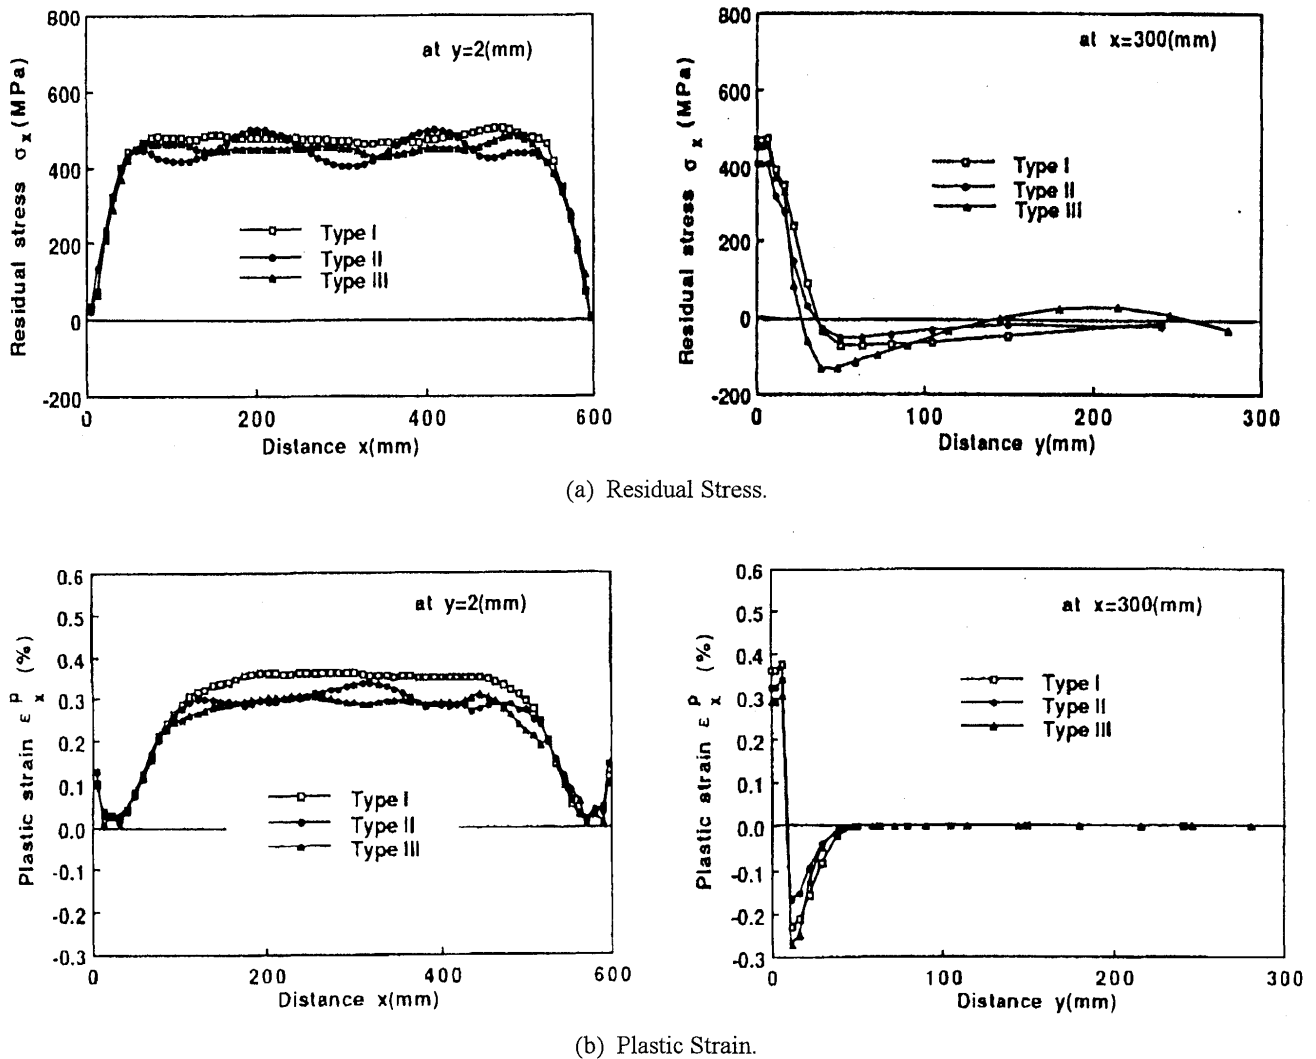 Residual stress σx (MPa)
800
600
400
200
0
-200
at y=2(mm)
Type I
Type II
Type III
0 200 400 600
Distance x(mm)
Residual stress σx (MPa)
800
600
400
200
0
-200
at x=300(mm)
Type I
Type II
Type III
0 100 200 300
Distance y(mm)
(a) Residual Stress.
Plastic strain εxP (%)
0.6
0.5
0.4
0.3
0.2
0.1
0.0
-0.1
-0.2
-0.3
at y=2(mm)
Type I
Type II
Type III
0 200 400 600
Distance x(mm)
Plastic strain εxP (%)
0.6
0.5
0.4
0.3
0.2
0.1
0.0
-0.1
-0.2
-0.3
at x=300(mm)
Type I
Type II
Type III
0 100 200 300
Distance y(mm)
(b) Plastic Strain.